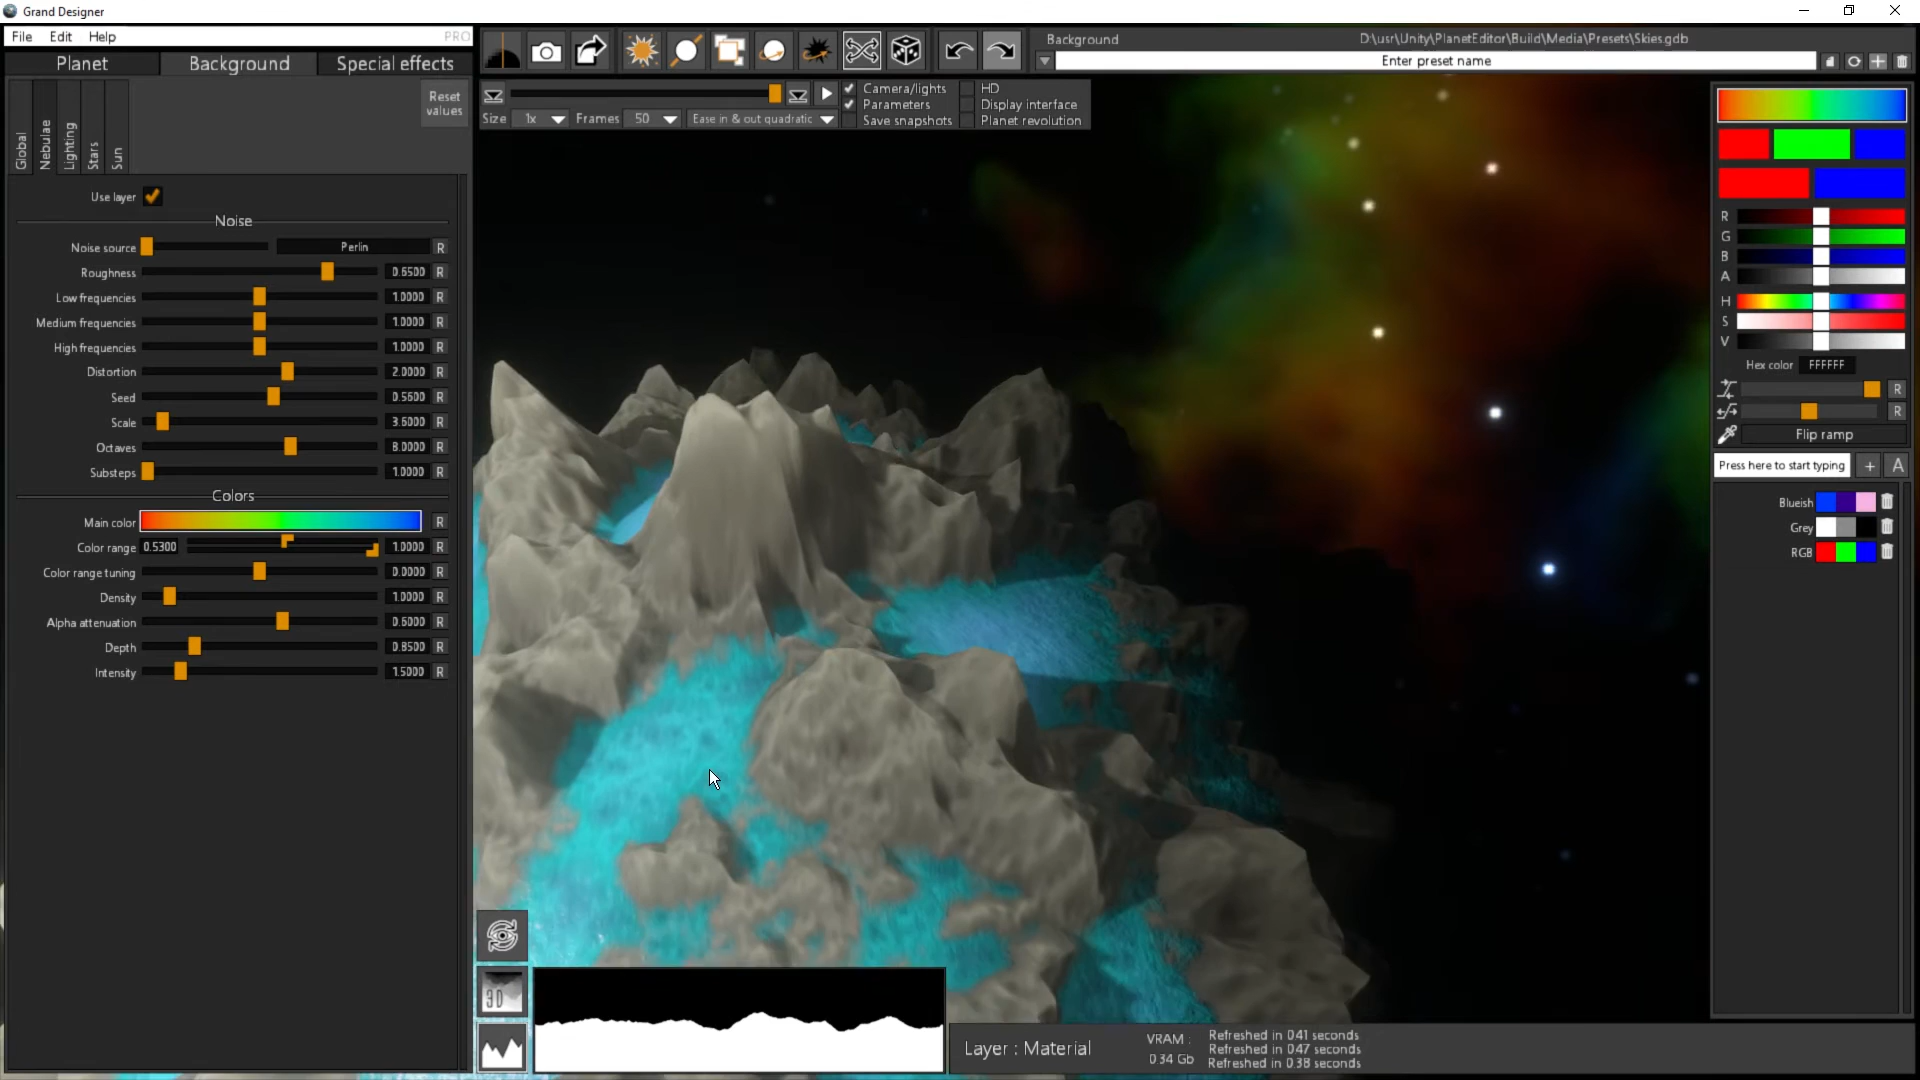 Grand Designer
File Edit Help PRO
Planet Background Special effects
Global
Nebulae
Lighting
Stars
Sun
Reset values
Use layer
Noise
Noise source Perlin R
Roughness 0.6500 R
Low frequencies 1.0000 R
Medium frequencies 1.0000 R
High frequencies 1.0000 R
Distortion 2.0000 R
Seed 0.5600 R
Scale 3.6000 R
Octaves 8.0000 R
Substeps 1.0000 R
Colors
Main color R
Color range 0.5300 1.0000 R
Color range tuning 0.0000 R
Density 1.0000 R
Alpha attenuation 0.6000 R
Depth 0.8500 R
Intensity 1.5000 R
Background D:\usr\Unity\PlanetEditor\Build\Media\Presets\Skies.gdb
Enter preset name
Camera/lights HD
Parameters Display interface
Save snapshots Planet revolution
Size 1x Frames 50 Ease in & out quadratic
R
G
B
A
H
S
V
Hex color FFFFFF
R
R
Flip ramp
Press here to start typing + A
Blueish
Grey
RGB
3D
Layer : Material
VRAM :
0.34 Gb
Refreshed in 0.41 seconds
Refreshed in 0.47 seconds
Refreshed in 0.38 seconds